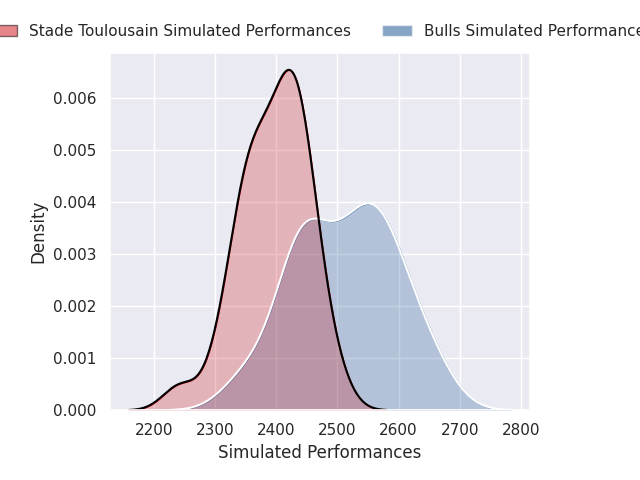 Stade Toulousain Simulated Performances Bulls Simulated Performance
0.006
0.005
0.004
0.003
0.002
0.001
0.000
Density
2200 2300 2400 2500 2600 2700 2800
Simulated Performances